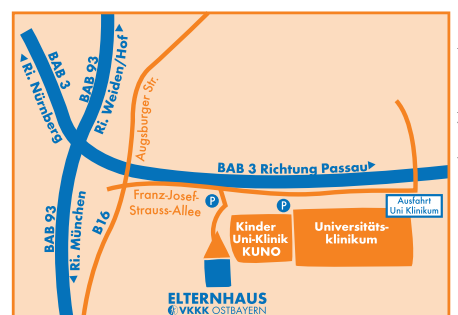 BAB 3
Ri. Nürnberg
BAB 93
Ri. Weiden/Hof
Augsburger Str.
BAB 3 Richtung Passau
Franz-Josef-
Strauss-Allee
P
P
Ausfahrt
Uni Klinikum
B16
BAB 93
Ri. München
Kinder
Uni-Klinik
KUNO
Universitäts-
klinikum
ELTERNHAUS
VKKK OSTBAYERN